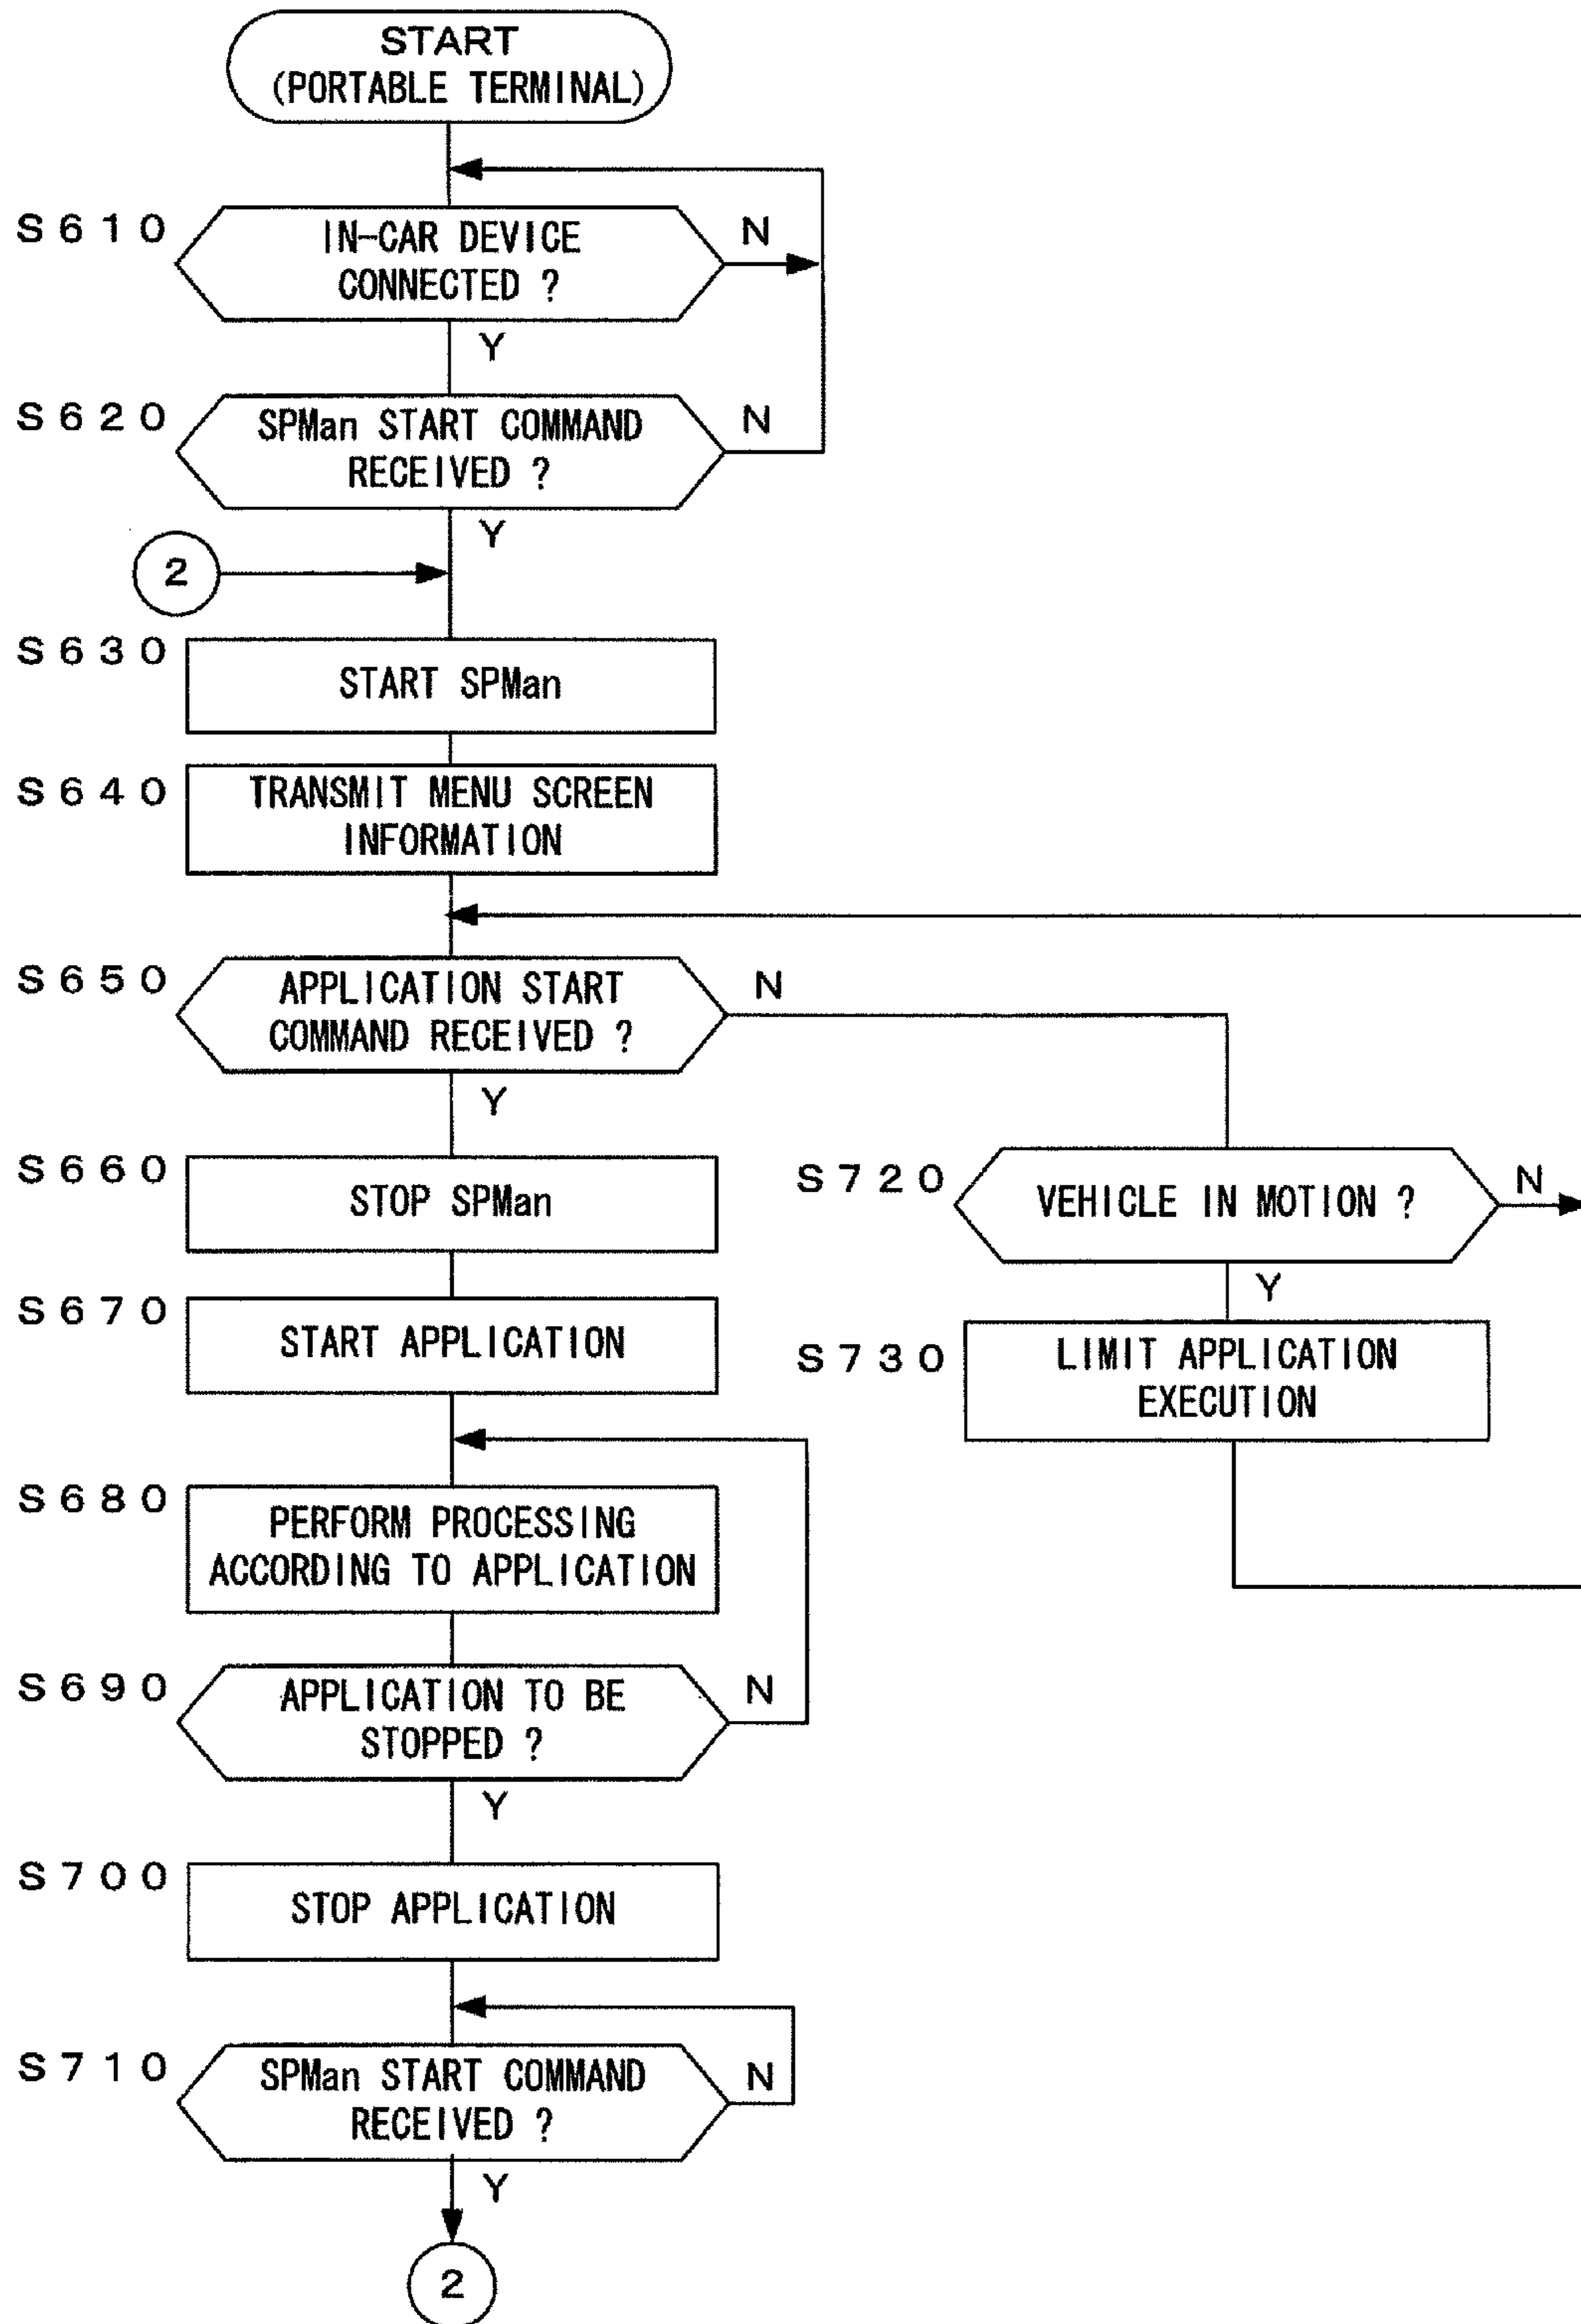 START
(PORTABLE TERMINAL)
S610
IN-CAR DEVICE
CONNECTED ?
N
Y
S620
SPMan START COMMAND
RECEIVED ?
N
Y
2
S630
START SPMan
S640
TRANSMIT MENU SCREEN
INFORMATION
S650
APPLICATION START
COMMAND RECEIVED ?
N
Y
S660
STOP SPMan
S720
VEHICLE IN MOTION ?
N
Y
S670
START APPLICATION
S730
LIMIT APPLICATION
EXECUTION
S680
PERFORM PROCESSING
ACCORDING TO APPLICATION
S690
APPLICATION TO BE
STOPPED ?
N
Y
S700
STOP APPLICATION
S710
SPMan START COMMAND
RECEIVED ?
N
Y
2